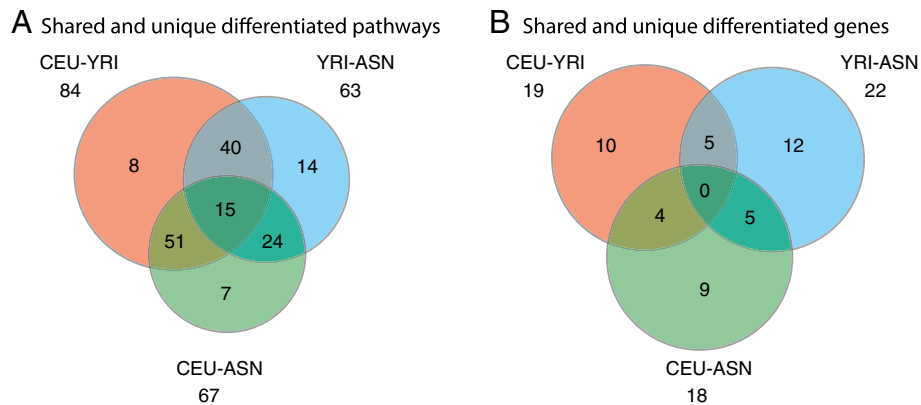 A Shared and unique differentiated pathways
CEU-YRI
84
YRI-ASN
63
8
40
14
15
51
24
7
CEU-ASN
67
B Shared and unique differentiated genes
CEU-YRI
19
YRI-ASN
22
10
5
12
0
4
5
9
CEU-ASN
18